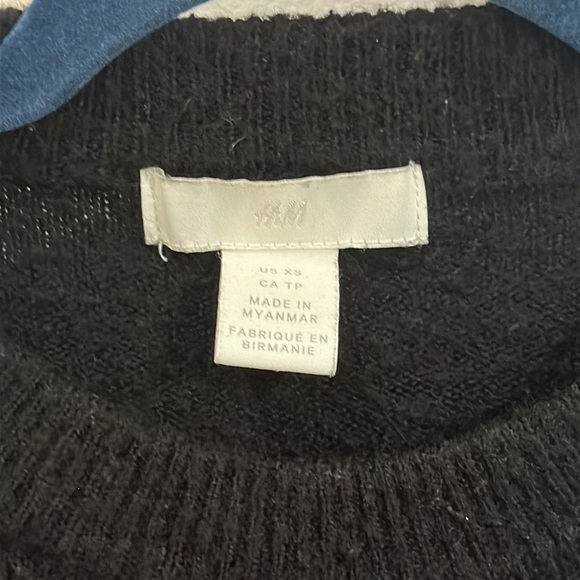 H&M
US XS
CA TP
MADE IN
MYANMAR
FABRIQUÉ EN
BIRMANIE